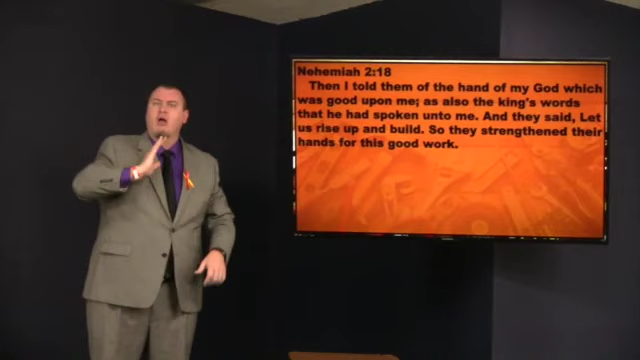 Nehemiah 2:18
Then I told them of the hand of my God which
was good upon me; as also the king's words
that he had spoken unto me. And they said, Let
us rise up and build. So they strengthened their
hands for this good work.